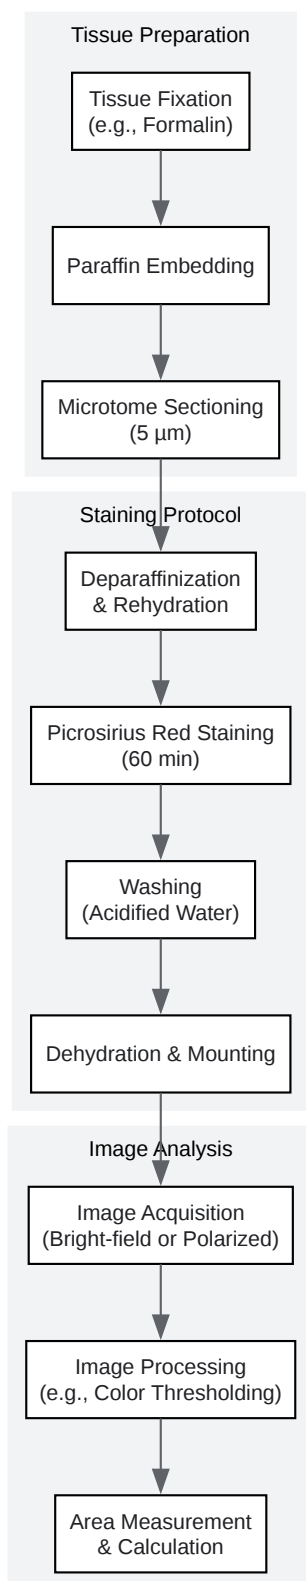 Tissue Preparation
Tissue Fixation
(e.g., Formalin)
Paraffin Embedding
Microtome Sectioning
(5 µm)
Staining Protocol
Deparaffinization
& Rehydration
Picrosirius Red Staining
(60 min)
Washing
(Acidified Water)
Dehydration & Mounting
Image Analysis
Image Acquisition
(Bright-field or Polarized)
Image Processing
(e.g., Color Thresholding)
Area Measurement
& Calculation